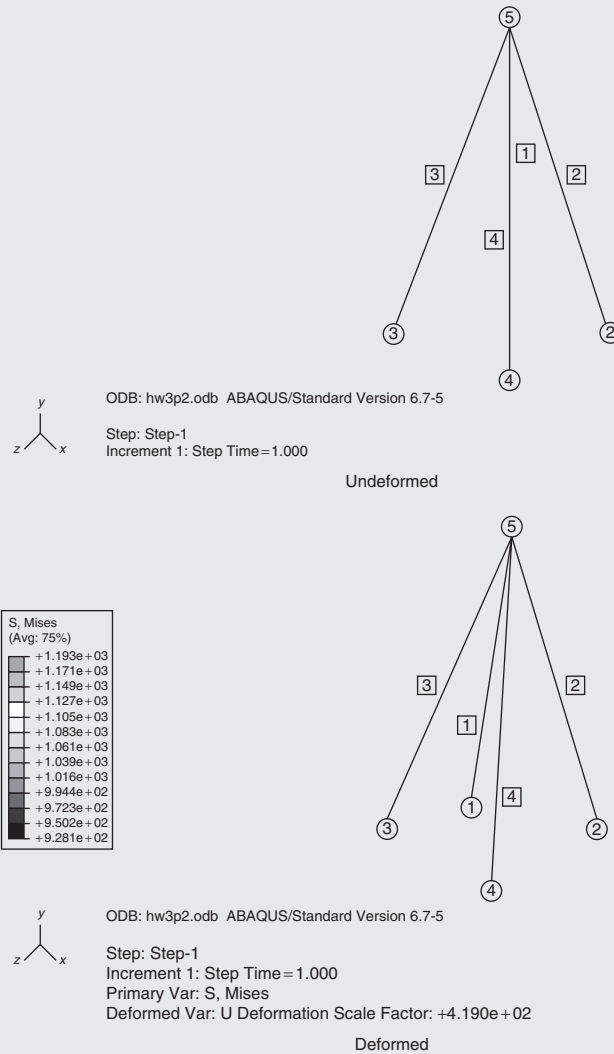 5
1
3
2
4
3
2
4
y
z
x
ODB: hw3p2.odb ABAQUS/Standard Version 6.7-5
Step: Step-1
Increment 1: Step Time=1.000
Undeformed
5
S, Mises
(Avg: 75%)
+1.193e+03
+1.171e+03
+1.149e+03
+1.127e+03
+1.105e+03
+1.083e+03
+1.061e+03
+1.039e+03
+1.016e+03
+9.944e+02
+9.723e+02
+9.502e+02
+9.281e+02
3
2
1
4
1
3
2
4
y
z
x
ODB: hw3p2.odb ABAQUS/Standard Version 6.7-5
Step: Step-1
Increment 1: Step Time=1.000
Primary Var: S, Mises
Deformed Var: U Deformation Scale Factor: +4.190e+02
Deformed